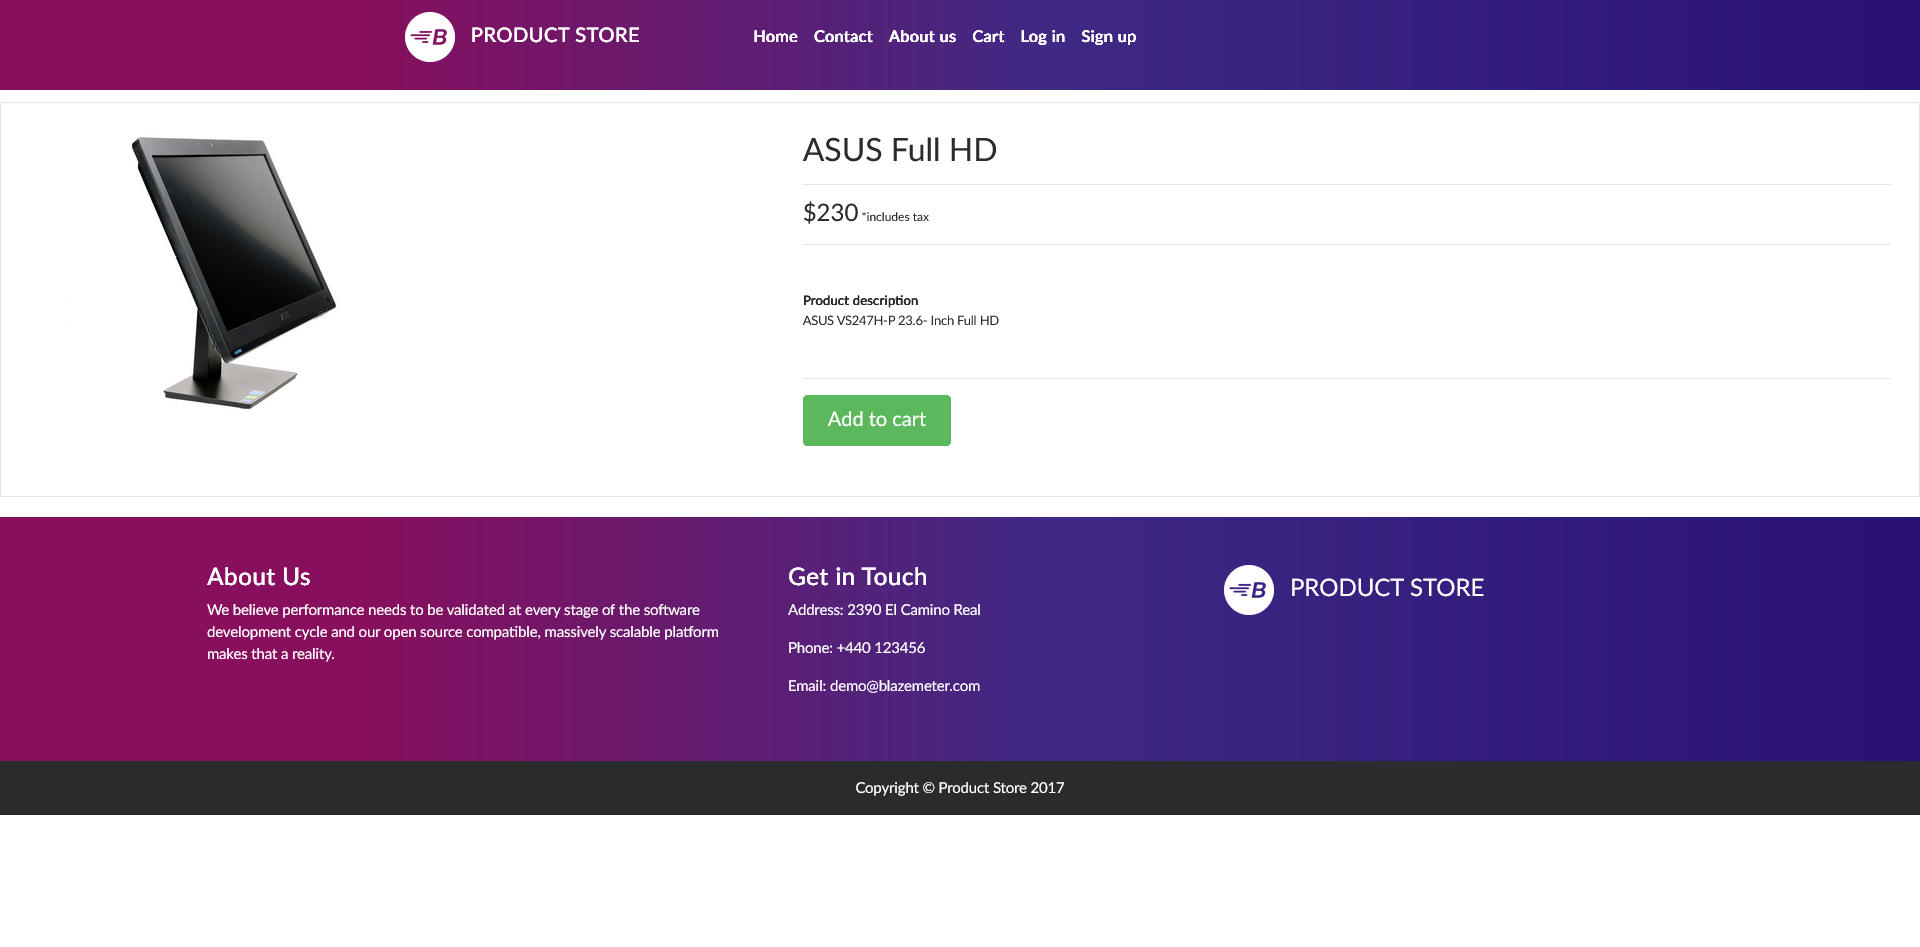 B PRODUCT STORE Home Contact About us Cart Log in Sign up
ASUS Full HD
$230 *includes tax
Product description
ASUS VS247H-P 23.6- Inch Full HD
Add to cart
About Us
We believe performance needs to be validated at every stage of the software
development cycle and our open source compatible, massively scalable platform
makes that a reality.
Get in Touch
Address: 2390 El Camino Real
Phone: +440 123456
Email: demo@blazemeter.com
B PRODUCT STORE
Copyright © Product Store 2017